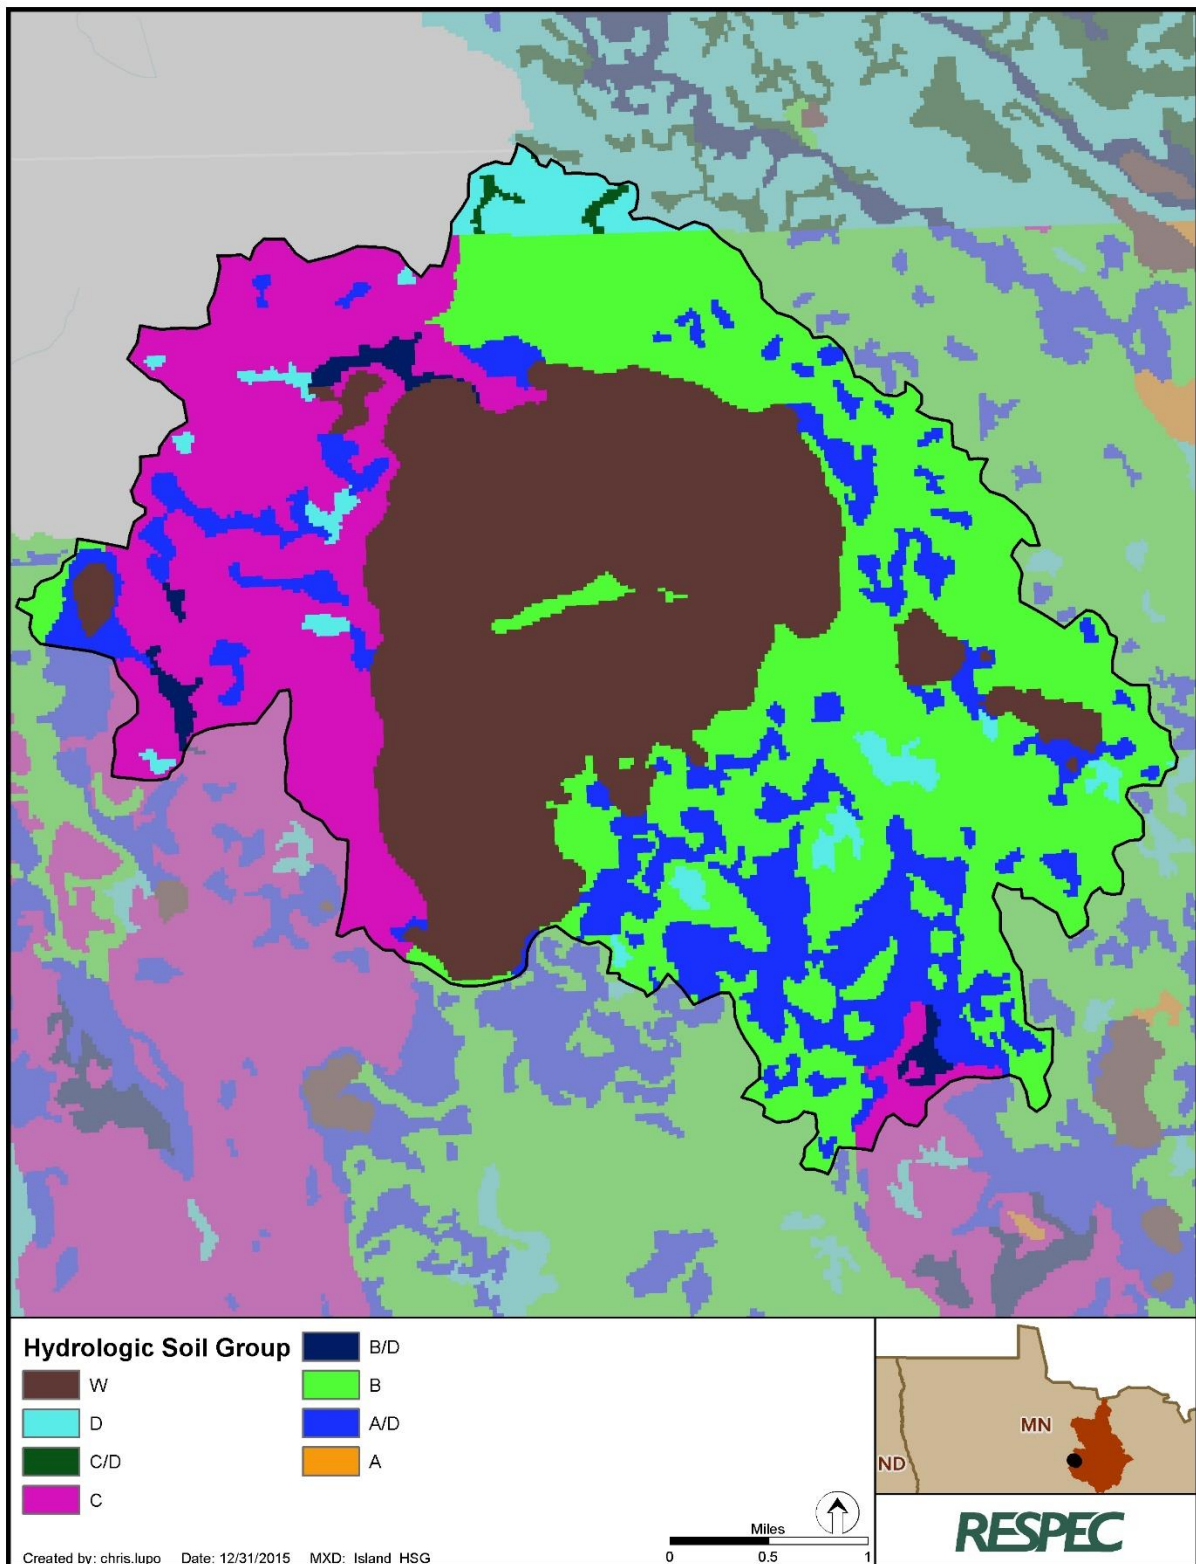 Hydrologic Soil Group
W
D
C/D
C
B/D
B
A/D
A
Miles
0 0.5 1
Created by: chris.lupo Date: 12/31/2015 MXD: Island_HSG
MN
ND
RESPEC